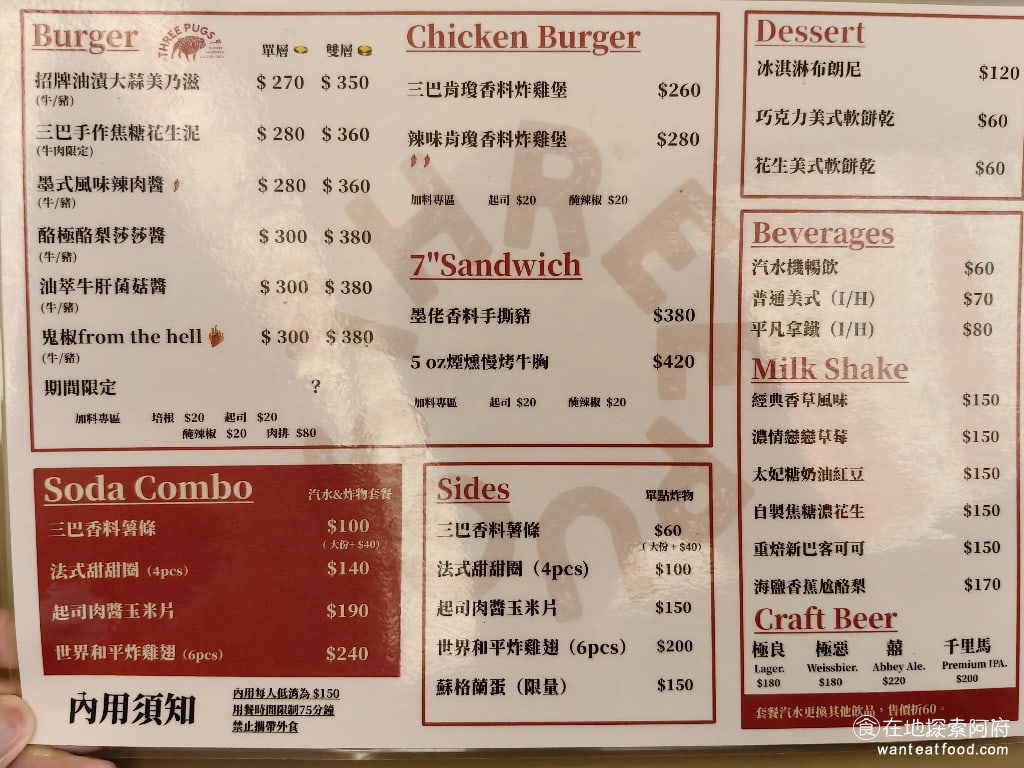 Burger
THREE PUGS
單層 雙層
招牌油漬大蒜美乃滋 $ 270 $ 350
(牛/豬)
三巴手作焦糖花生泥 $ 280 $ 360
(牛肉限定)
墨式風味辣肉醬 $ 280 $ 360
(牛/豬)
酪極酪梨莎莎醬 $ 300 $ 380
(牛/豬)
油萃牛肝菌菇醬 $ 300 $ 380
(牛/豬)
鬼椒from the hell $ 300 $ 380
(牛/豬)
期間限定 ?
加料專區 培根 $20 起司 $20
醃辣椒 $20 肉排 $80
Chicken Burger
三巴肯瓊香料炸雞堡 $260
辣味肯瓊香料炸雞堡 $280
加料專區 起司 $20 醃辣椒 $20
7"Sandwich
墨佬香料手撕豬 $380
5 oz煙燻慢烤牛胸 $420
加料專區 起司 $20 醃辣椒 $20
Dessert
冰淇淋布朗尼 $120
巧克力美式軟餅乾 $60
花生美式軟餅乾 $60
Beverages
汽水機暢飲 $60
普通美式（I/H) $70
平凡拿鐵（I/H) $80
Milk Shake
經典香草風味 $150
濃情戀戀草莓 $150
太妃糖奶油紅豆 $150
自製焦糖濃花生 $150
重焙新巴客可可 $150
海鹽香蕉尬酪梨 $170
Craft Beer
極良 極惡 囍 千里馬
Lager. Weissbier. Abbey Ale. Premium IPA.
$180 $180 $220 $200
套餐汽水更換其他飲品，售價折60。
Soda Combo 汽水&炸物套餐
三巴香料薯條 $100
（大份+ $40）
法式甜甜圈（4pcs） $140
起司肉醬玉米片 $190
世界和平炸雞翅（6pcs） $240
Sides 單點炸物
三巴香料薯條 $60
（大份 + $40）
法式甜甜圈（4pcs） $100
起司肉醬玉米片 $150
世界和平炸雞翅（6pcs） $200
蘇格蘭蛋（限量） $150
內用須知
內用每人低消為 $150
用餐時間限制75分鐘
禁止攜帶外食
食在地探索阿府
wanteatfood.com